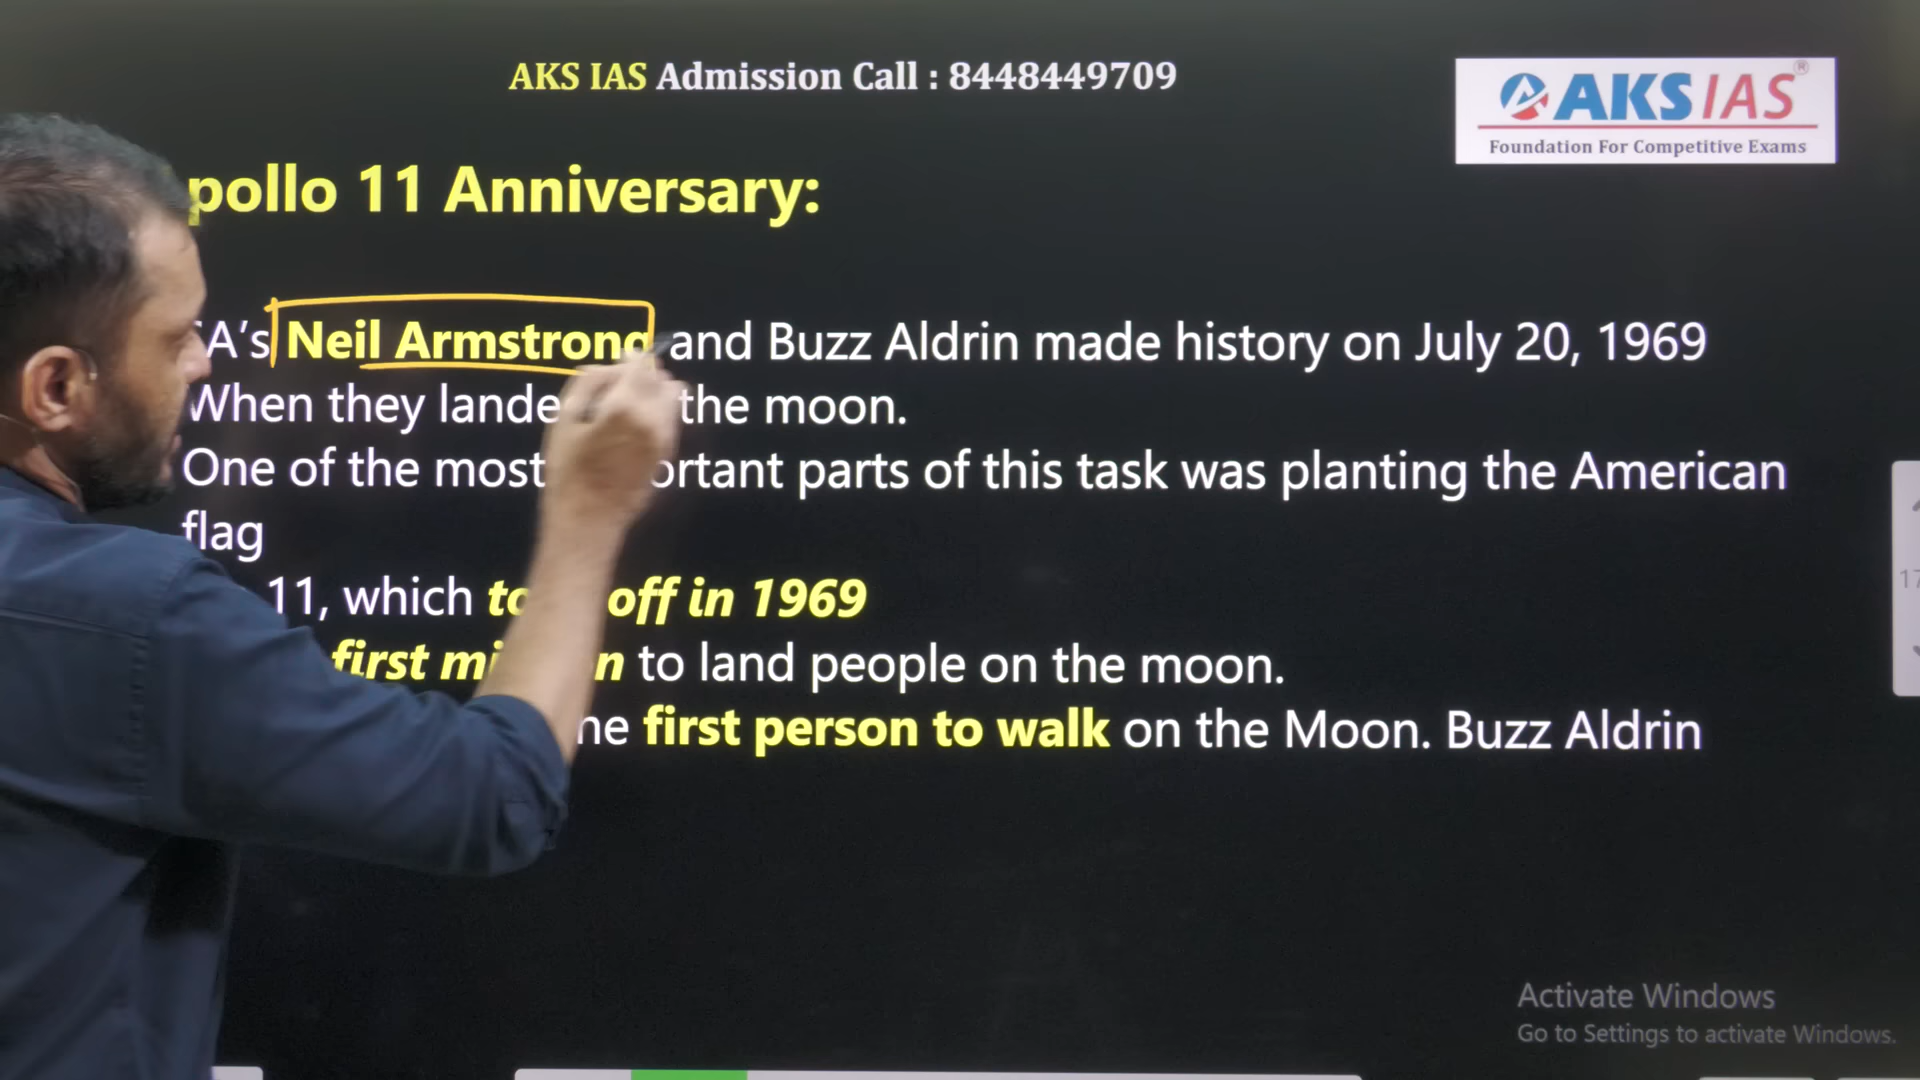 AKS IAS Admission Call : 8448449709
AKS IAS ®
Foundation For Competitive Exams
pollo 11 Anniversary:
A's Neil Armstrong and Buzz Aldrin made history on July 20, 1969
When they lande the moon.
One of the most ortant parts of this task was planting the American
flag
11, which off in 1969
first to land people on the moon.
first person to walk on the Moon. Buzz Aldrin
17
Activate Windows
Go to Settings to activate Windows.